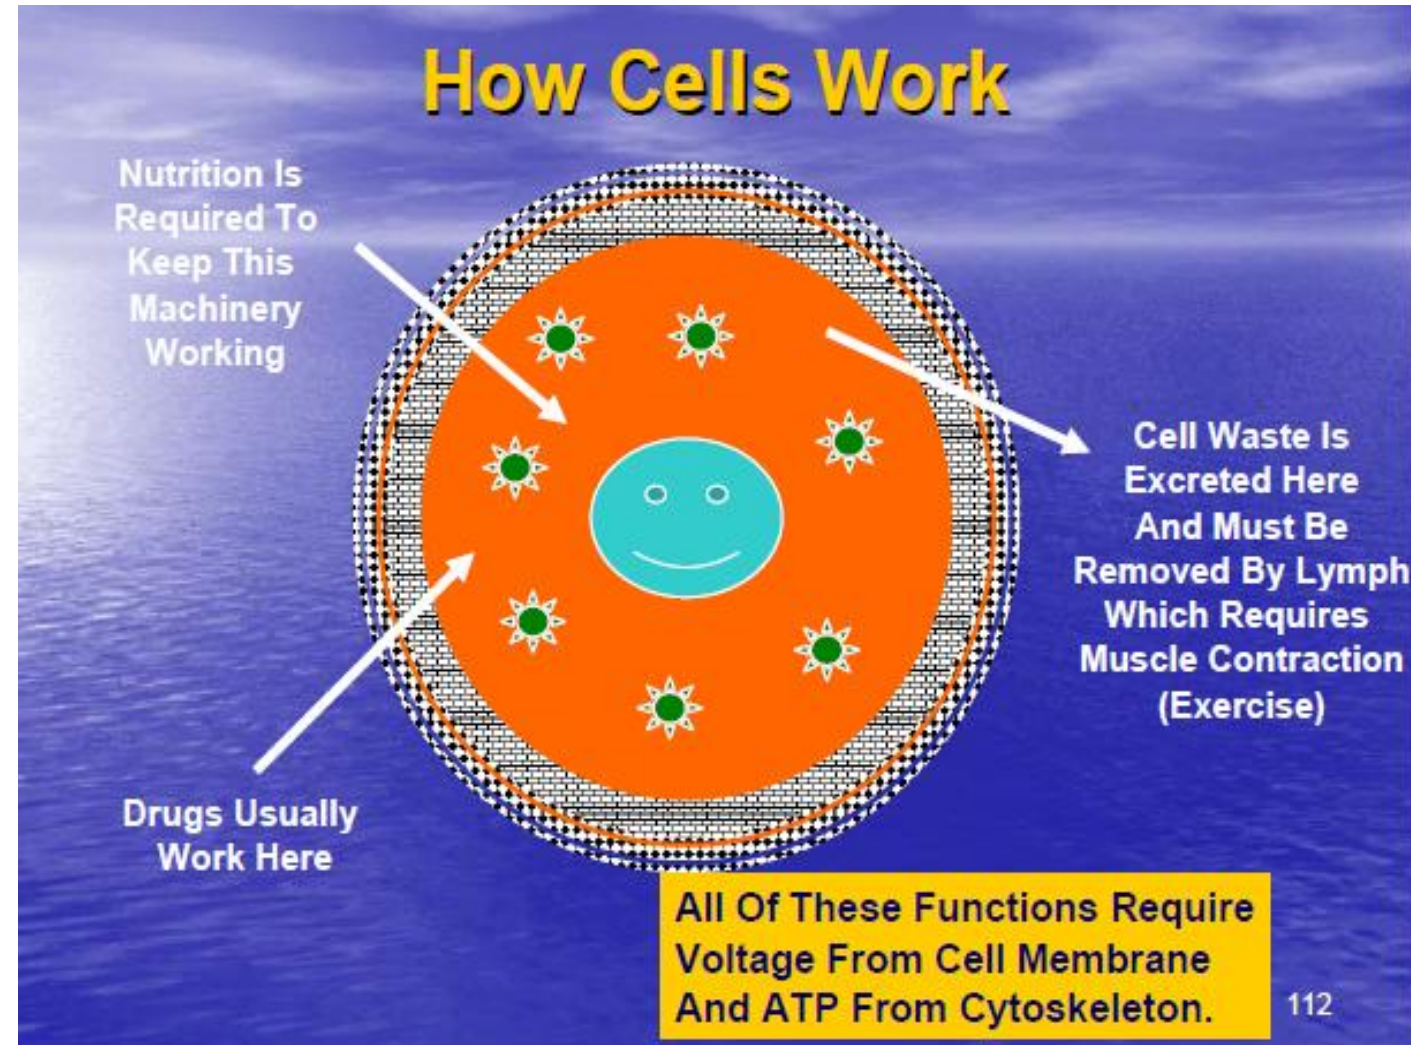 How Cells Work
Nutrition Is
Required To
Keep This
Machinery
Working
Cell Waste Is
Excreted Here
And Must Be
Removed By Lymph
Which Requires
Muscle Contraction
(Exercise)
Drugs Usually
Work Here
All Of These Functions Require
Voltage From Cell Membrane
And ATP From Cytoskeleton.
112